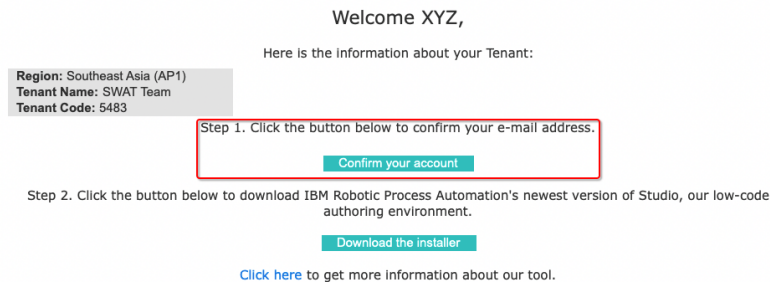 Welcome XYZ,
Here is the information about your Tenant:
Region: Southeast Asia (AP1)
Tenant Name: SWAT Team
Tenant Code: 5483
Step 1. Click the button below to confirm your e-mail address.
Confirm your account
Step 2. Click the button below to download IBM Robotic Process Automation's newest version of Studio, our low-code
authoring environment.
Download the installer
Click here to get more information about our tool.